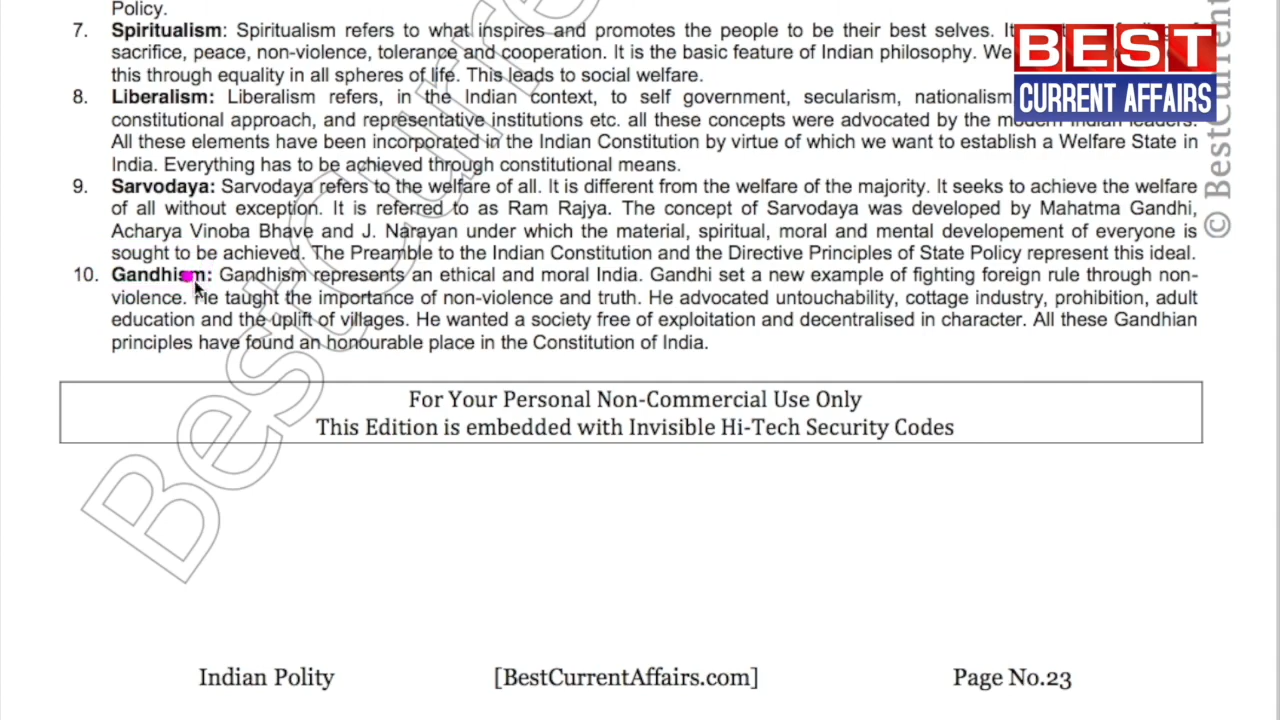 Policy.
7. Spiritualism: Spiritualism refers to what inspires and promotes the people to be their best selves. It
sacrifice, peace, non-violence, tolerance and cooperation. It is the basic feature of Indian philosophy. We
this through equality in all spheres of life. This leads to social welfare.
8. Liberalism: Liberalism refers, in the Indian context, to self government, secularism, nationalism
constitutional approach, and representative institutions etc. all these concepts were advocated by the modern Indian leaders.
All these elements have been incorporated in the Indian Constitution by virtue of which we want to establish a Welfare State in
India. Everything has to be achieved through constitutional means.
9. Sarvodaya: Sarvodaya refers to the welfare of all. It is different from the welfare of the majority. It seeks to achieve the welfare
of all without exception. It is referred to as Ram Rajya. The concept of Sarvodaya was developed by Mahatma Gandhi,
Acharya Vinoba Bhave and J. Narayan under which the material, spiritual, moral and mental developement of everyone is
sought to be achieved. The Preamble to the Indian Constitution and the Directive Principles of State Policy represent this ideal.
10. Gandhism: Gandhism represents an ethical and moral India. Gandhi set a new example of fighting foreign rule through non-
violence. He taught the importance of non-violence and truth. He advocated untouchability, cottage industry, prohibition, adult
education and the uplift of villages. He wanted a society free of exploitation and decentralised in character. All these Gandhian
principles have found an honourable place in the Constitution of India.
For Your Personal Non-Commercial Use Only
This Edition is embedded with Invisible Hi-Tech Security Codes
Indian Polity [BestCurrentAffairs.com] Page No.23
BEST
CURRENT AFFAIRS
© BestCurrent
BestCurre